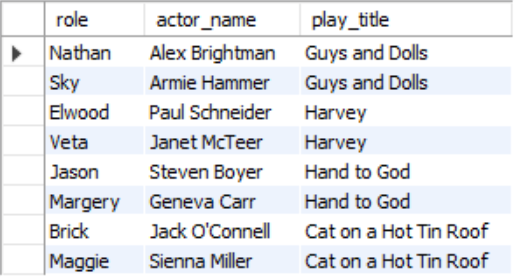 role actor_name play_title
Nathan Alex Brightman Guys and Dolls
Sky Armie Hammer Guys and Dolls
Elwood Paul Schneider Harvey
Veta Janet McTeer Harvey
Jason Steven Boyer Hand to God
Margery Geneva Carr Hand to God
Brick Jack O'Connell Cat on a Hot Tin Roof
Maggie Sienna Miller Cat on a Hot Tin Roof